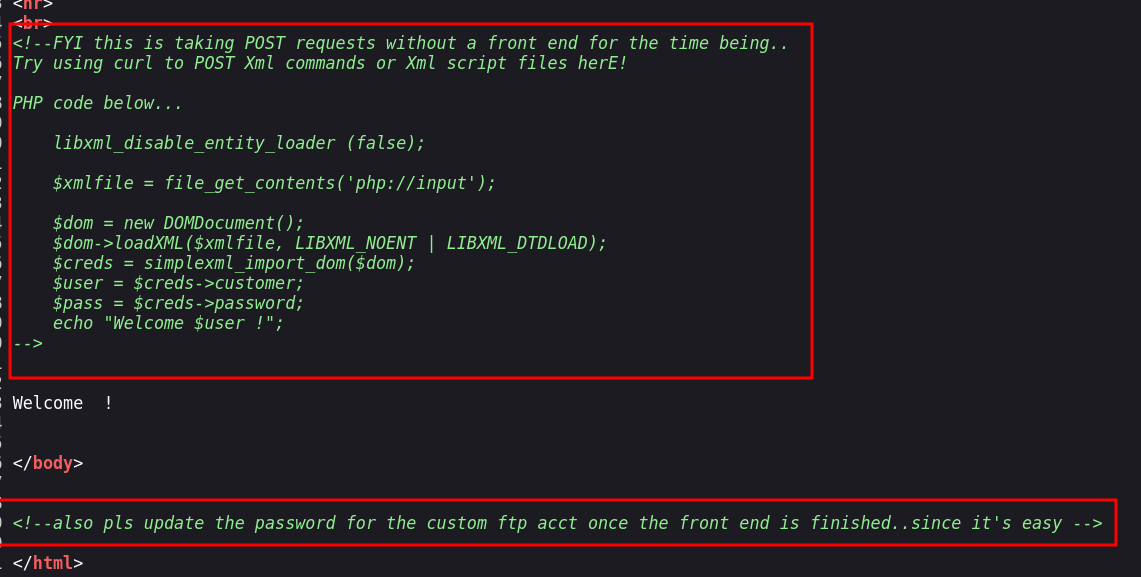 <hr>
<br>
<!--FYI this is taking POST requests without a front end for the time being..
Try using curl to POST Xml commands or Xml script files herE!
PHP code below...
libxml_disable_entity_loader (false);
$xmlfile = file_get_contents('php://input');
$dom = new DOMDocument();
$dom->loadXML($xmlfile, LIBXML_NOENT | LIBXML_DTDLOAD);
$creds = simplexml_import_dom($dom);
$user = $creds->customer;
$pass = $creds->password;
echo "Welcome $user !";
-->
Welcome  !
</body>
<!--also pls update the password for the custom ftp acct once the front end is finished..since it's easy -->
</html>